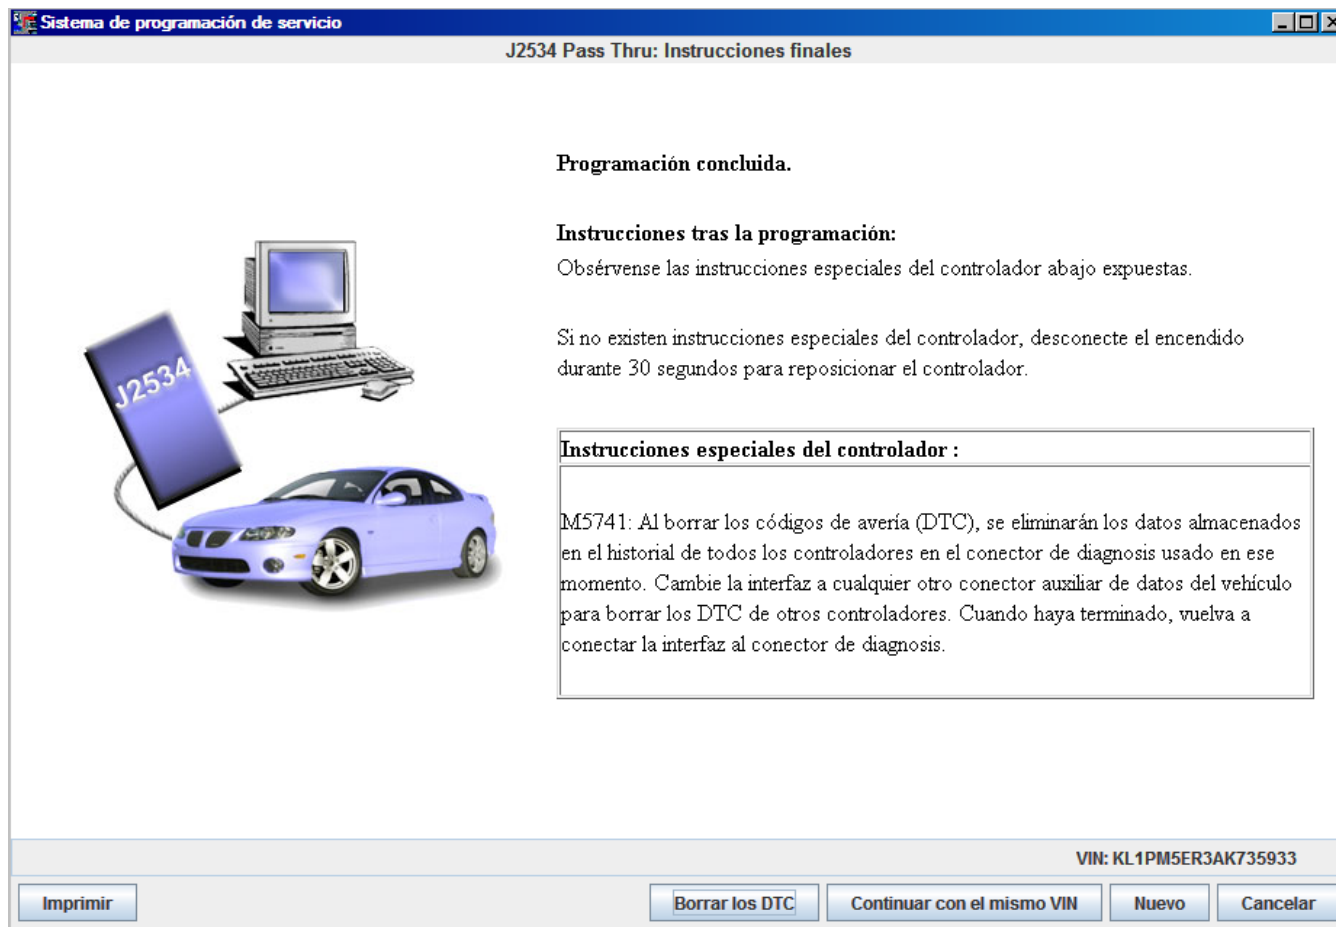 Sistema de programación de servicio
J2534 Pass Thru: Instrucciones finales
Programación concluida.
Instrucciones tras la programación:
Obsérvense las instrucciones especiales del controlador abajo expuestas.
Si no existen instrucciones especiales del controlador, desconecte el encendido
durante 30 segundos para reposicionar el controlador.
J2534
Instrucciones especiales del controlador :
M5741: Al borrar los códigos de avería (DTC), se eliminarán los datos almacenados
en el historial de todos los controladores en el conector de diagnosis usado en ese
momento. Cambie la interfaz a cualquier otro conector auxiliar de datos del vehículo
para borrar los DTC de otros controladores. Cuando haya terminado, vuelva a
conectar la interfaz al conector de diagnosis.
VIN: KL1PM5ER3AK735933
Imprimir
Borrar los DTC
Continuar con el mismo VIN
Nuevo
Cancelar